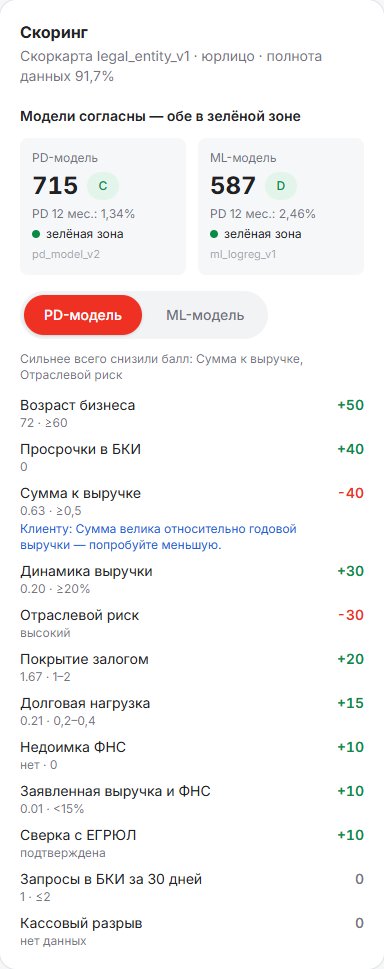 Скоринг
Скоркарта legal_entity_v1 · юрлицо · полнота
данных 91,7%
Модели согласны — обе в зелёной зоне
PD-модель
715 C
PD 12 мес.: 1,34%
зелёная зона
pd_model_v2
ML-модель
587 D
PD 12 мес.: 2,46%
зелёная зона
ml_logreg_v1
PD-модель ML-модель
Сильнее всего снизили балл: Сумма к выручке,
Отраслевой риск
Возраст бизнеса +50
72 · ≥60
Просрочки в БКИ +40
0
Сумма к выручке -40
0.63 · ≥0,5
Клиенту: Сумма велика относительно годовой
выручки — попробуйте меньшую.
Динамика выручки +30
0.20 · ≥20%
Отраслевой риск -30
высокий
Покрытие залогом +20
1.67 · 1–2
Долговая нагрузка +15
0.21 · 0,2–0,4
Недоимка ФНС +10
нет · 0
Заявленная выручка и ФНС +10
0.01 · <15%
Сверка с ЕГРЮЛ +10
подтверждена
Запросы в БКИ за 30 дней 0
1 · ≤2
Кассовый разрыв 0
нет данных